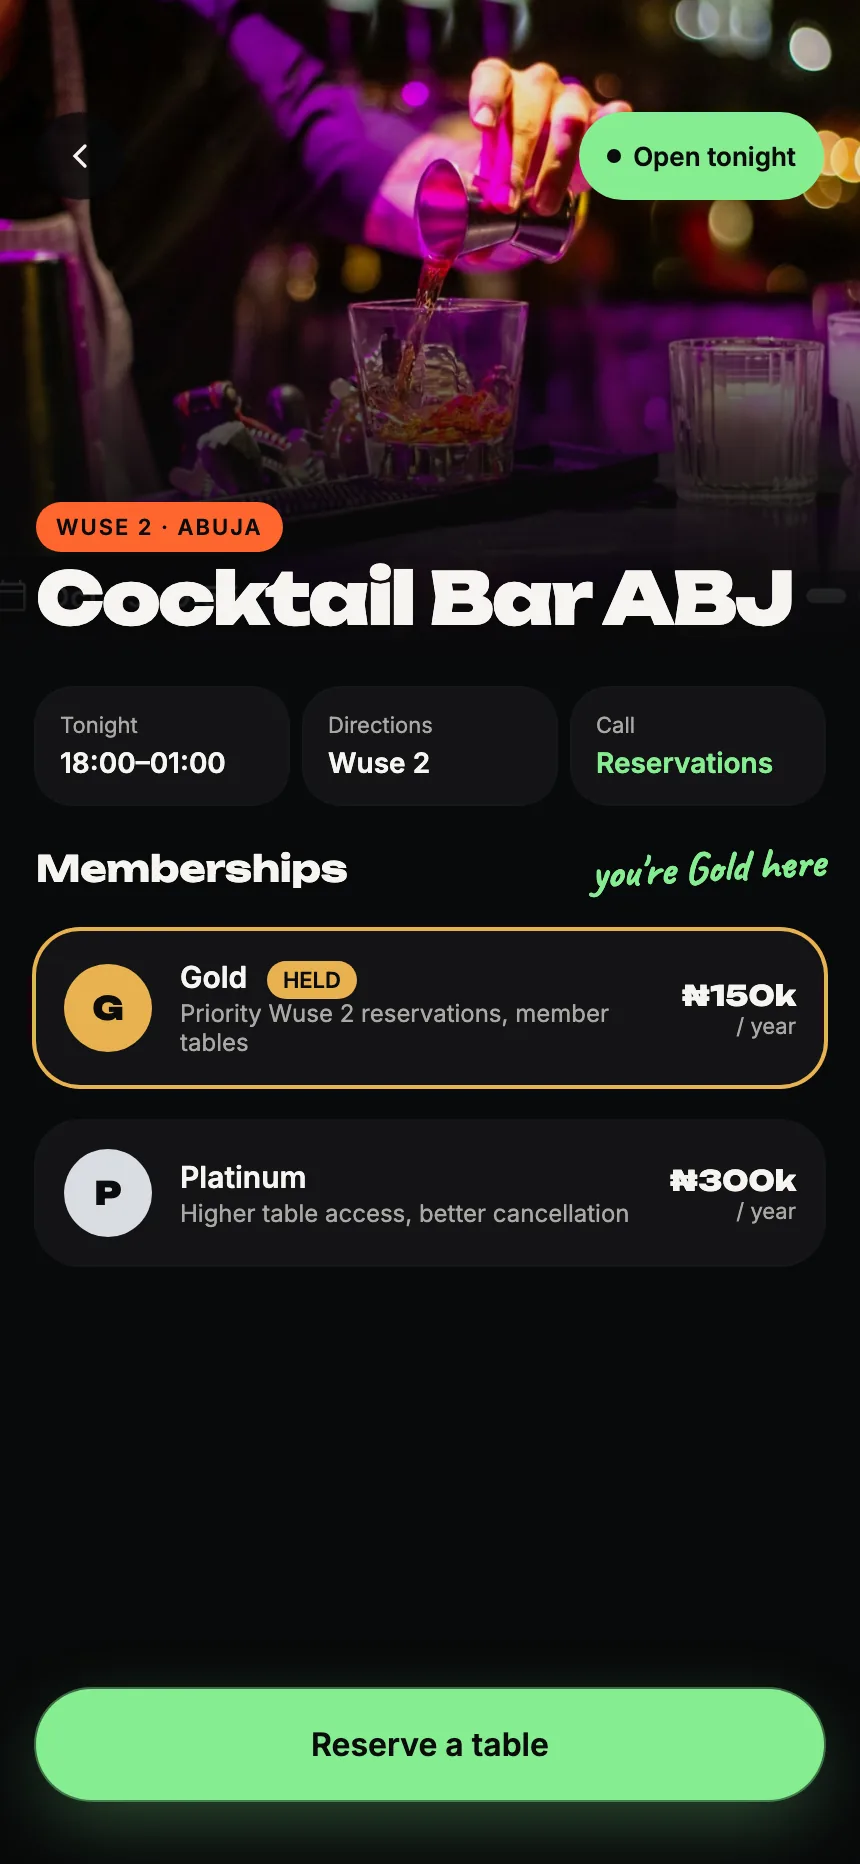 Open tonight
WUSE 2 · ABUJA
Cocktail Bar ABJ
Tonight
18:00–01:00
Directions
Wuse 2
Call
Reservations
Memberships
you're Gold here
G
Gold HELD
Priority Wuse 2 reservations, member
tables
₦150k
/ year
P
Platinum
Higher table access, better cancellation
₦300k
/ year
Reserve a table